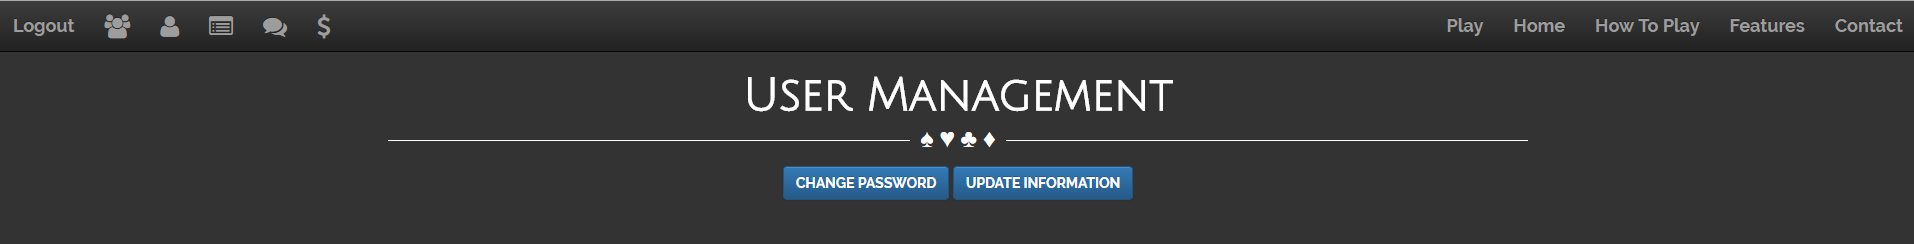 Logout $ Play Home How To Play Features Contact
User Management
♠ ♥ ♣ ♦
CHANGE PASSWORD UPDATE INFORMATION